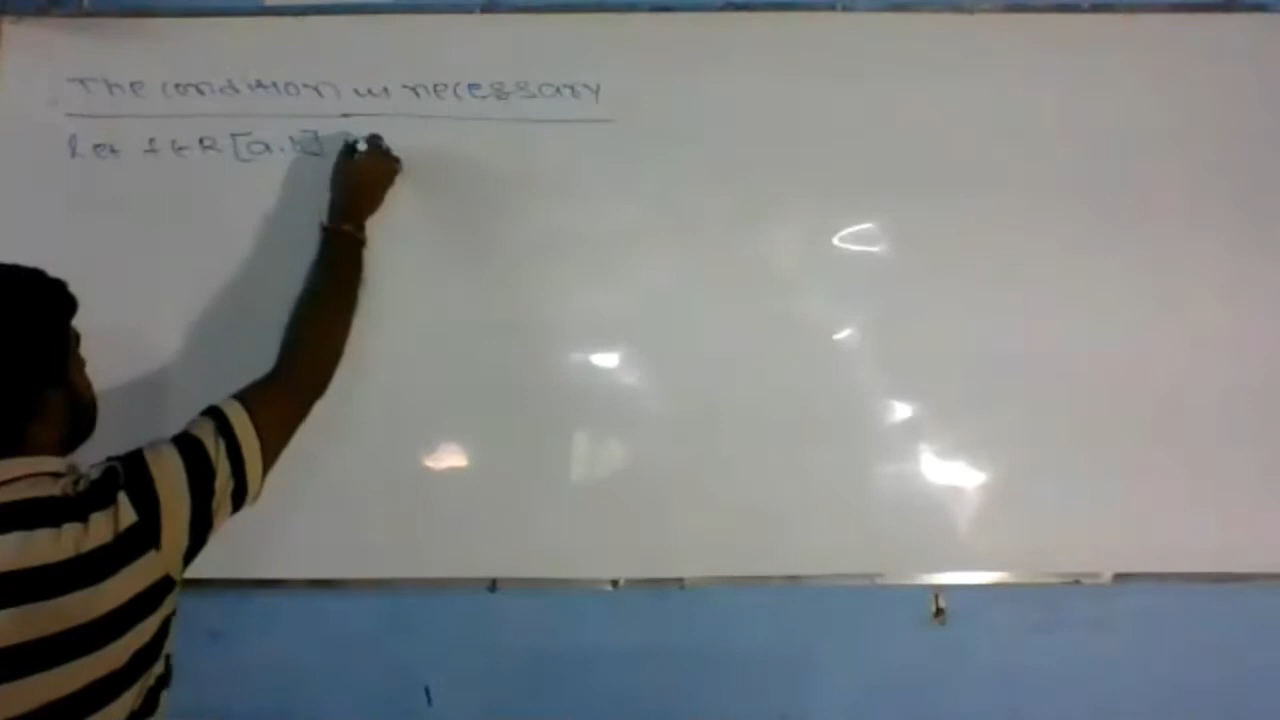 The condition is necessary
Let f ∈ R [a, b]